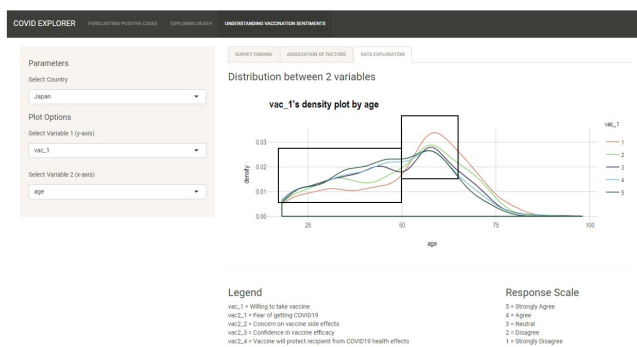 COVID EXPLORER FORECASTING POSITIVE CASES EXPLORING DEATH UNDERSTANDING VACCINATION SENTIMENTS
Parameters
Select Country
Japan
Plot Options
Select Variable 1 (y-axis)
vac_1
Select Variable 2 (x-axis)
age
SURVEY FINDING ASSOCIATION OF FACTORS DATA EXPLORATION
Distribution between 2 variables
vac_1's density plot by age
vac_1
1
2
3
4
5
density
0.03
0.02
0.01
0.00
25 50 75 100
age
Legend
vac_1 = Willing to take vaccine
vac2_1 = Fear of getting COVID19
vac2_2 = Concern on vaccine side effects
vac2_3 = Confidence in vaccine efficacy
vac2_4 = Vaccine will protect recipient from COVID19 health effects
Response Scale
5 = Strongly Agree
4 = Agree
3 = Neutral
2 = Disagree
1 = Strongly Disagree